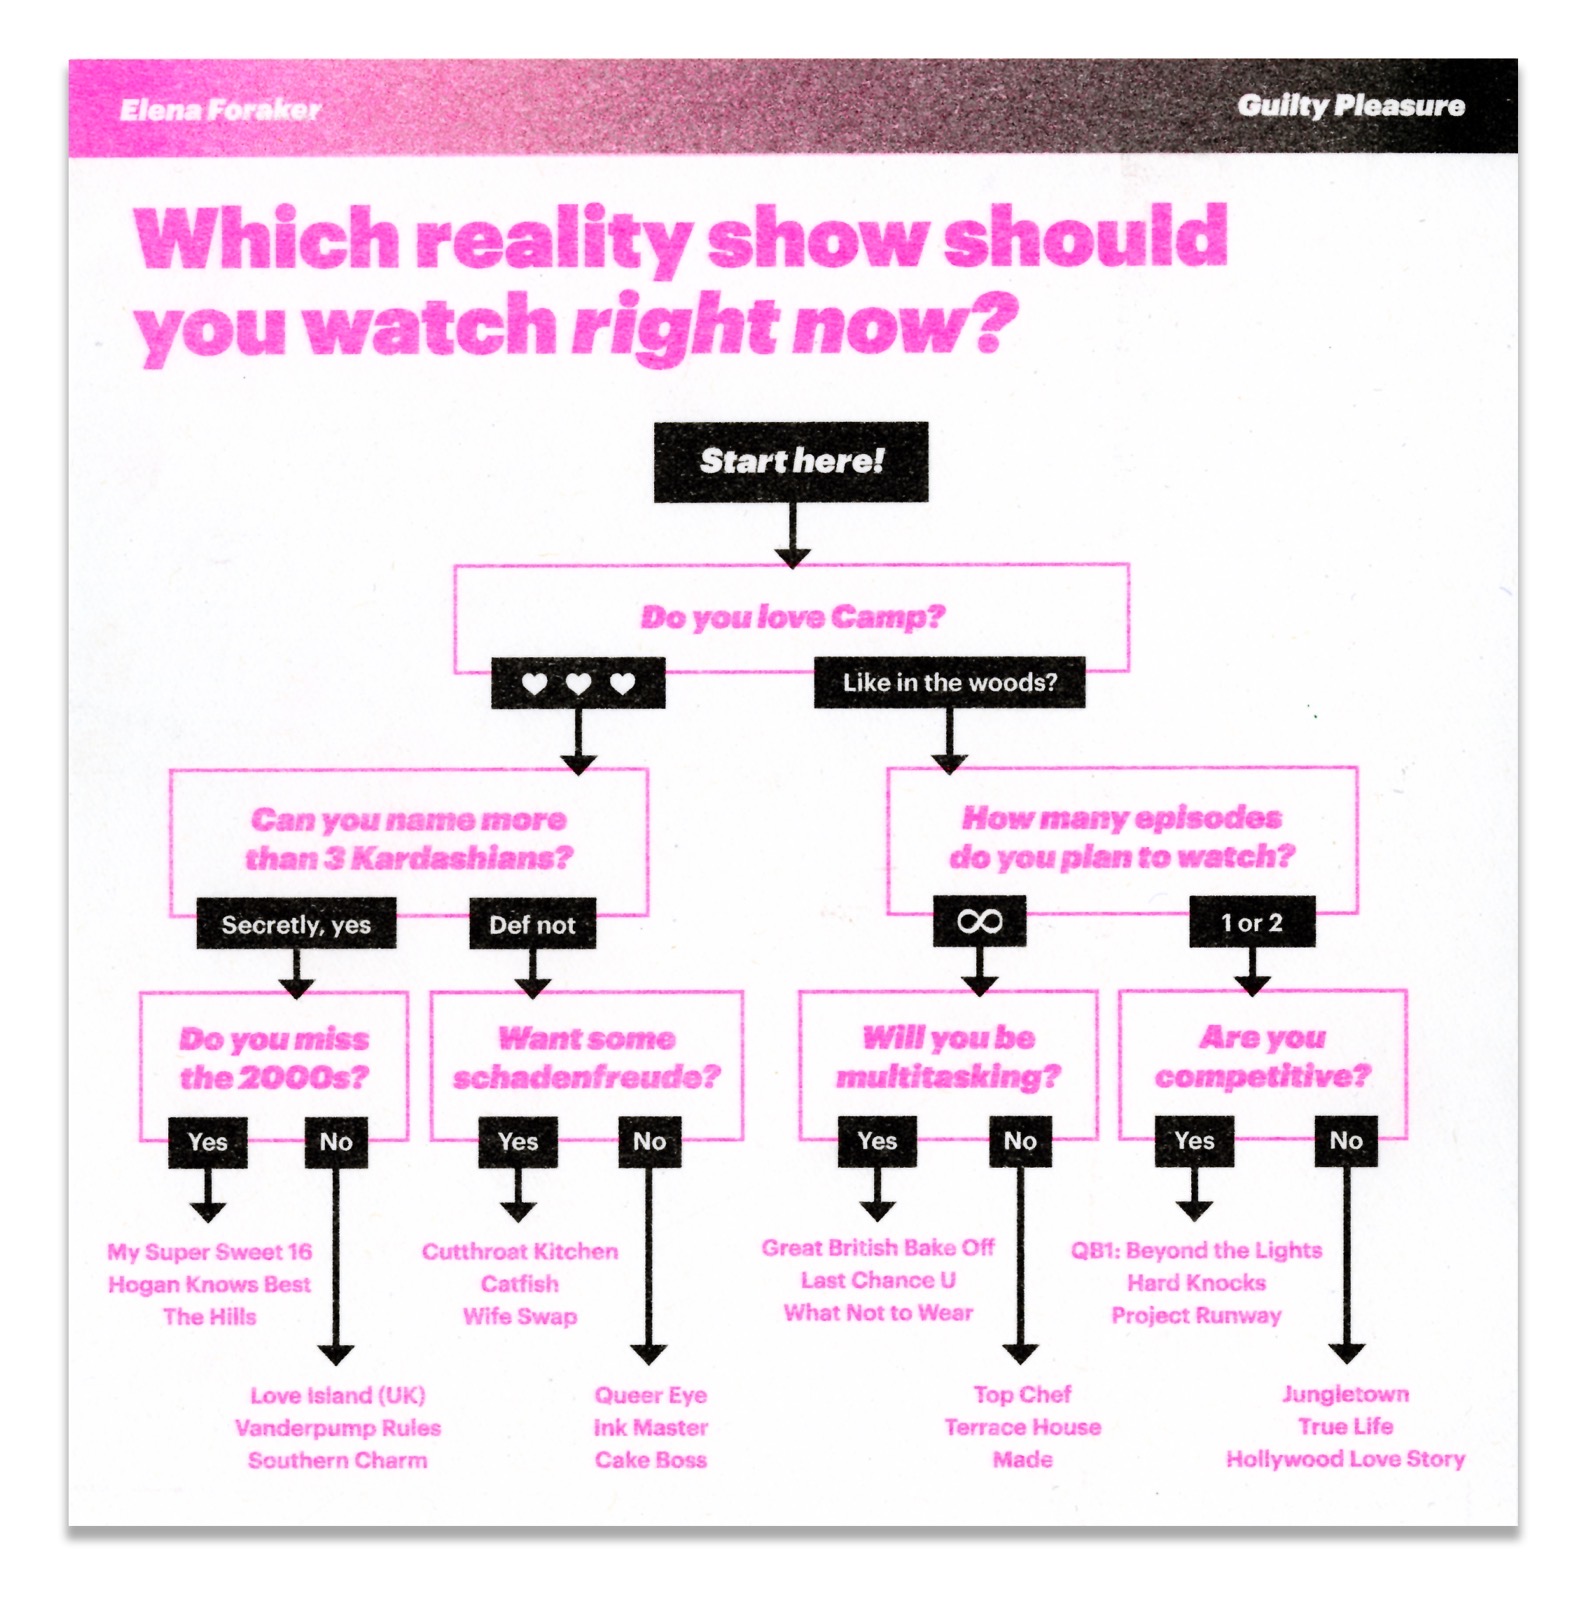 Elena Foraker
Guilty Pleasure
Which reality show should
you watch right now?
Start here!
Do you love Camp?
♥ ♥ ♥
Like in the woods?
Can you name more
than 3 Kardashians?
Secretly, yes
Def not
How many episodes
do you plan to watch?
∞
1 or 2
Do you miss
the 2000s?
Yes
No
Want some
schadenfreude?
Yes
No
Will you be
multitasking?
Yes
No
Are you
competitive?
Yes
No
My Super Sweet 16
Hogan Knows Best
The Hills
Love Island (UK)
Vanderpump Rules
Southern Charm
Cutthroat Kitchen
Catfish
Wife Swap
Queer Eye
Ink Master
Cake Boss
Great British Bake Off
Last Chance U
What Not to Wear
Top Chef
Terrace House
Made
QB1: Beyond the Lights
Hard Knocks
Project Runway
Jungletown
True Life
Hollywood Love Story